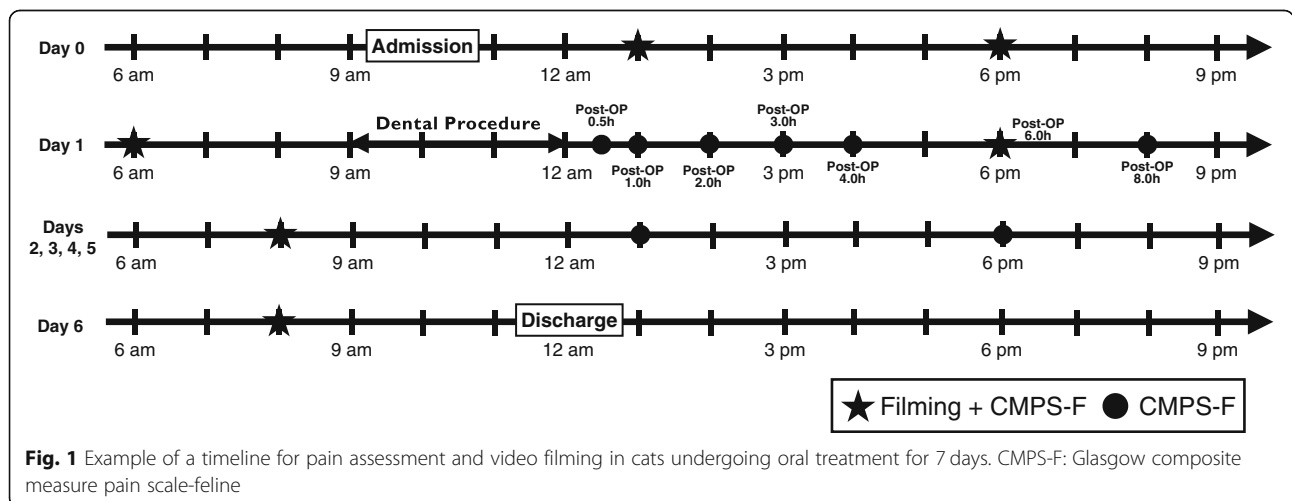 Day 0
Admission
6 am 9 am 12 am 3 pm 6 pm 9 pm
Day 1
Dental Procedure
Post-OP
0.5h
Post-OP
3.0h
Post-OP
6.0h
6 am 9 am 12 am 3 pm 6 pm 9 pm
Post-OP
1.0h
Post-OP
2.0h
Post-OP
4.0h
Post-OP
8.0h
Days
2, 3, 4, 5
6 am 9 am 12 am 3 pm 6 pm 9 pm
Day 6
Discharge
6 am 9 am 12 am 3 pm 6 pm 9 pm
Filming + CMPS-F CMPS-F
Fig. 1 Example of a timeline for pain assessment and video filming in cats undergoing oral treatment for 7 days. CMPS-F: Glasgow composite
measure pain scale-feline